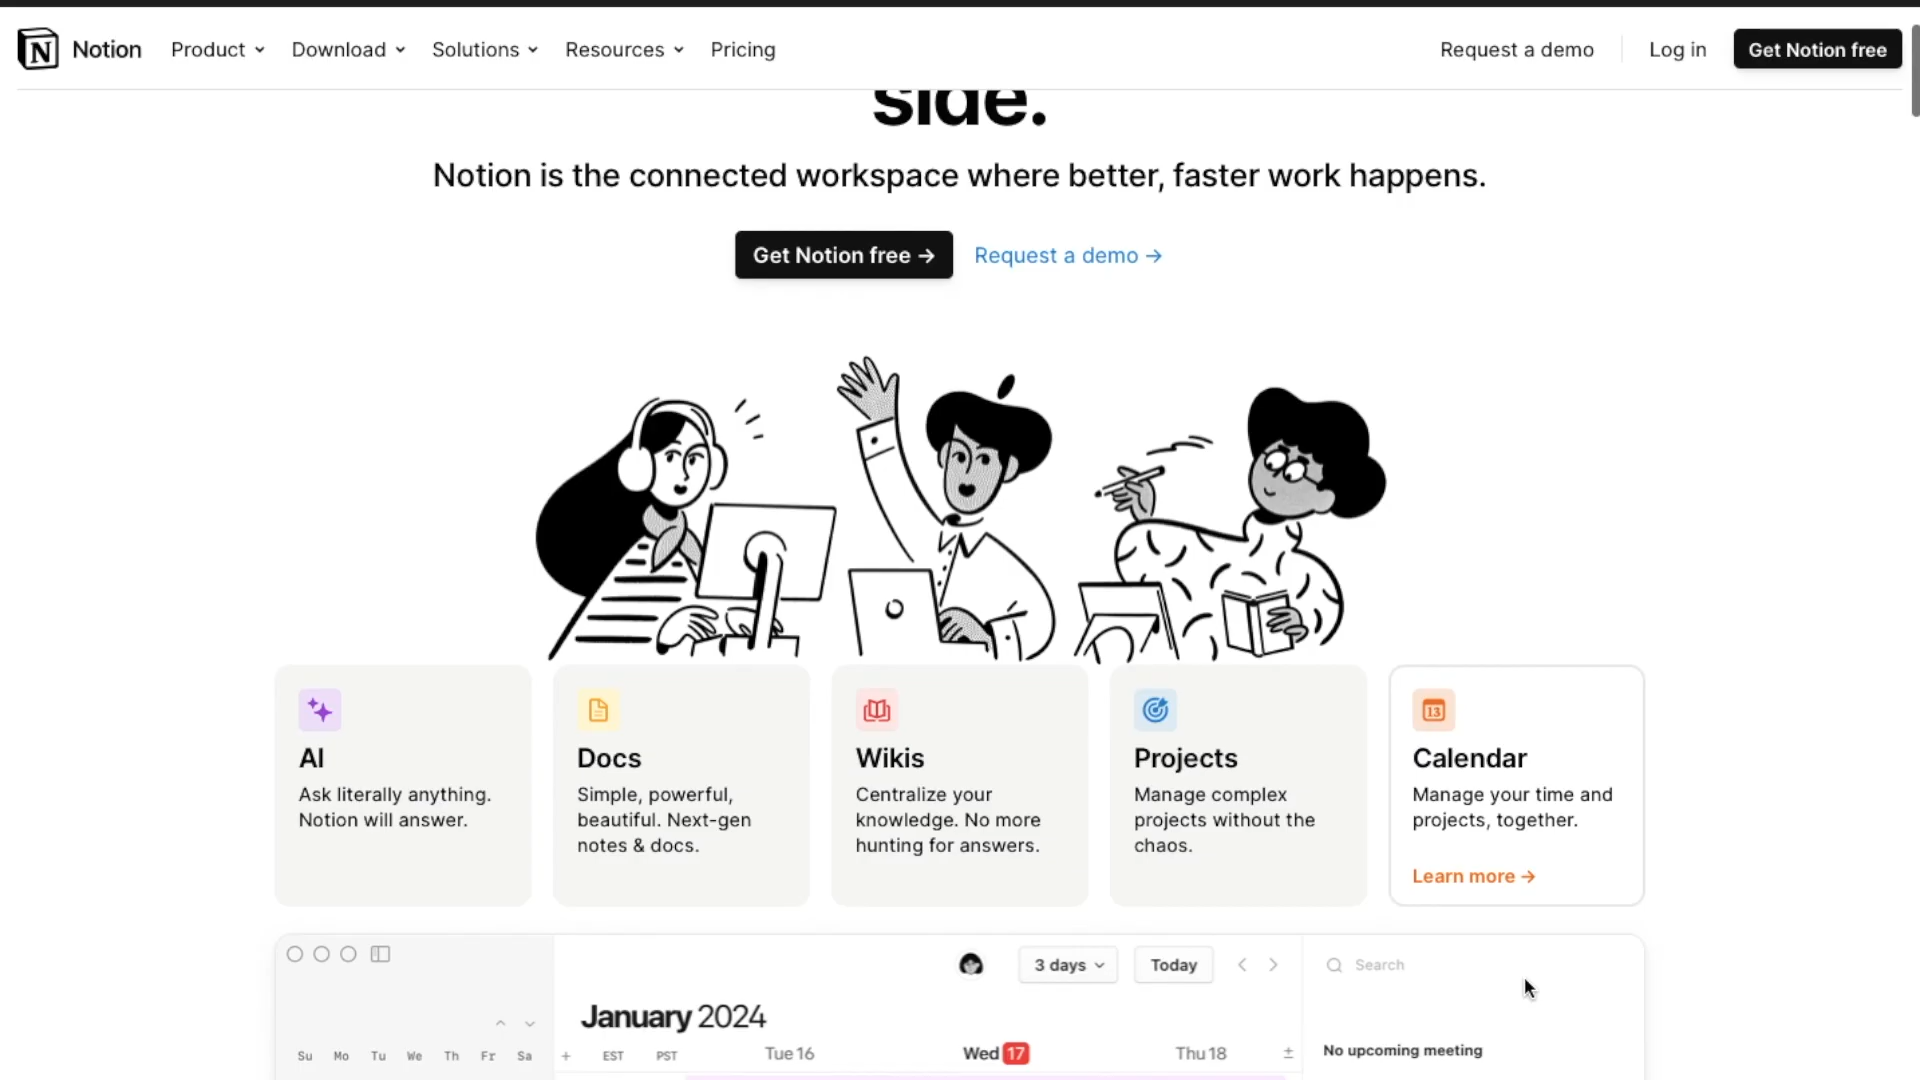 Notion Product Download Solutions Resources Pricing Request a demo Log in Get Notion free
side.
Notion is the connected workspace where better, faster work happens.
Get Notion free → Request a demo →
AI
Ask literally anything.
Notion will answer.
Docs
Simple, powerful,
beautiful. Next-gen
notes & docs.
Wikis
Centralize your
knowledge. No more
hunting for answers.
Projects
Manage complex
projects without the
chaos.
13
Calendar
Manage your time and
projects, together.
Learn more →
3 days Today Search
January 2024
Su Mo Tu We Th Fr Sa + EST PST Tue 16 Wed 17 Thu 18 ±
No upcoming meeting